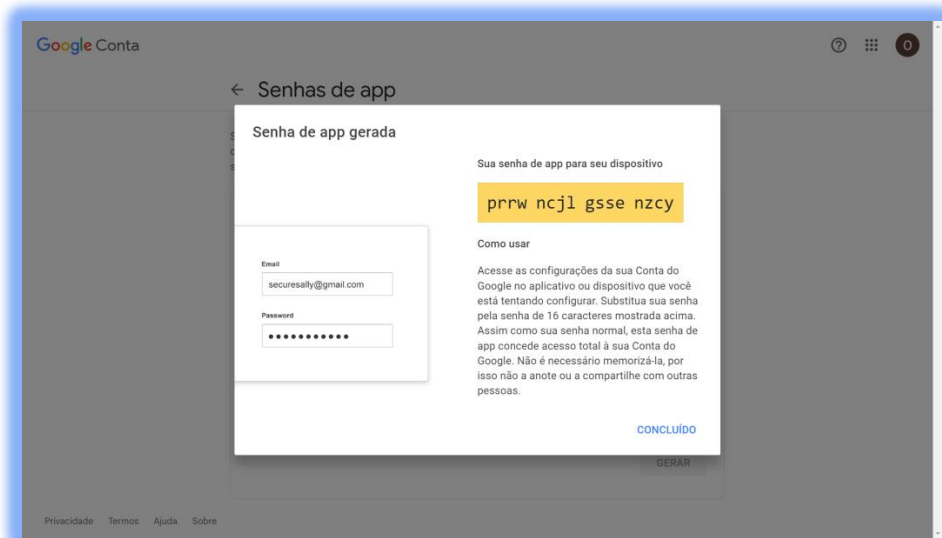 Google Conta
O
← Senhas de app
Senha de app gerada
Sua senha de app para seu dispositivo
prrw ncjl gsse nzcy
Email
securesally@gmail.com
Password
Como usar
Acesse as configurações da sua Conta do
Google no aplicativo ou dispositivo que você
está tentando configurar. Substitua sua senha
pela senha de 16 caracteres mostrada acima.
Assim como sua senha normal, esta senha de
app concede acesso total à sua Conta do
Google. Não é necessário memorizá-la, por
isso não a anote ou a compartilhe com outras
pessoas.
CONCLUÍDO
GERAR
Privacidade Termos Ajuda Sobre